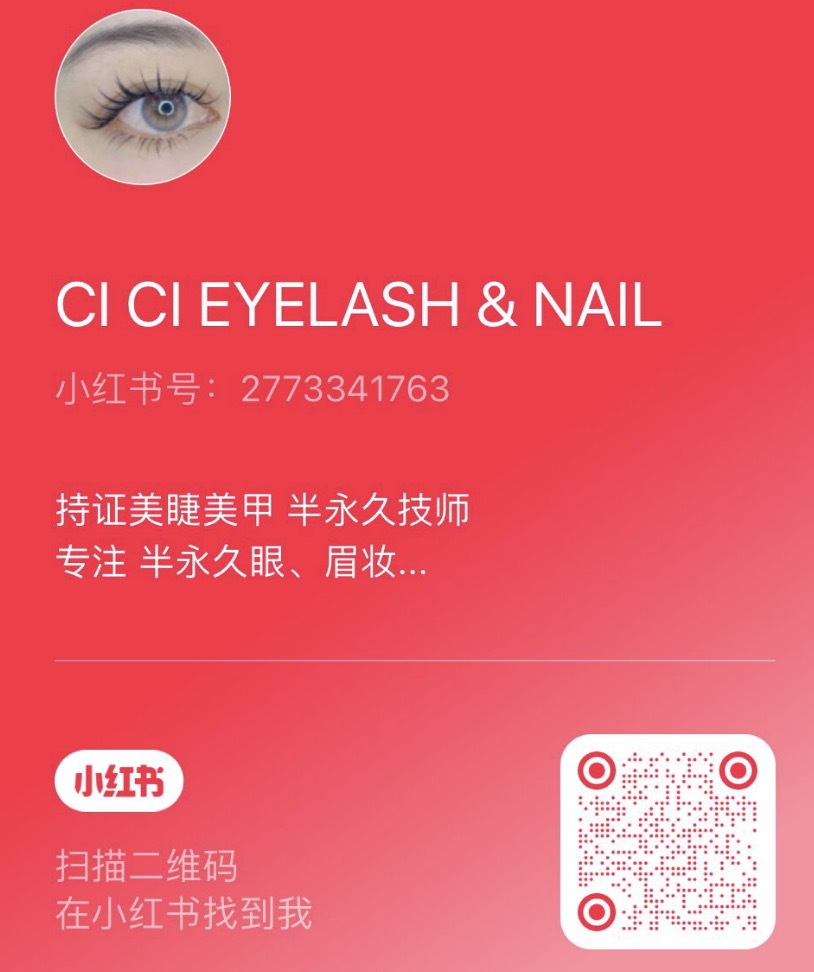 CI CI EYELASH & NAIL
小红书号：2773341763
持证美睫美甲 半永久技师
专注 半永久眼、眉妆...
小红书
扫描二维码
在小红书找到我